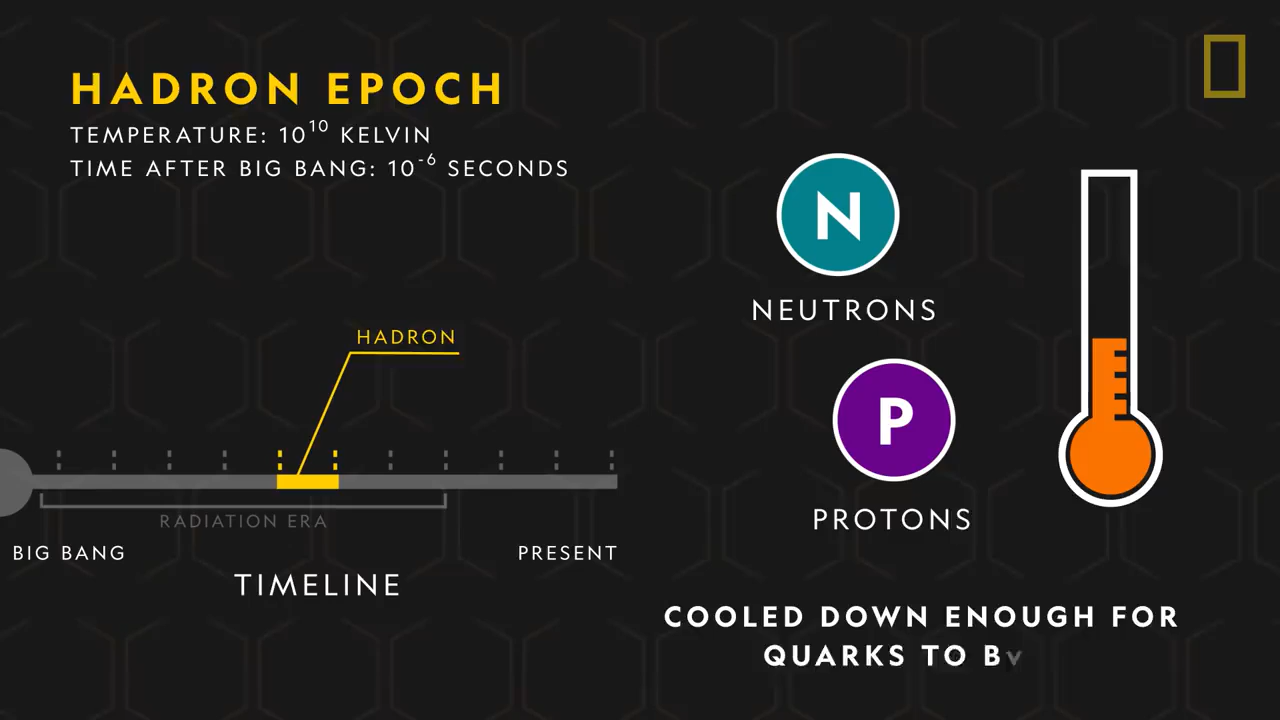 HADRON EPOCH
TEMPERATURE: 10¹⁰ KELVIN
TIME AFTER BIG BANG: 10⁻⁶ SECONDS
N
NEUTRONS
P
PROTONS
HADRON
RADIATION ERA
BIG BANG
PRESENT
TIMELINE
COOLED DOWN ENOUGH FOR
QUARKS TO B